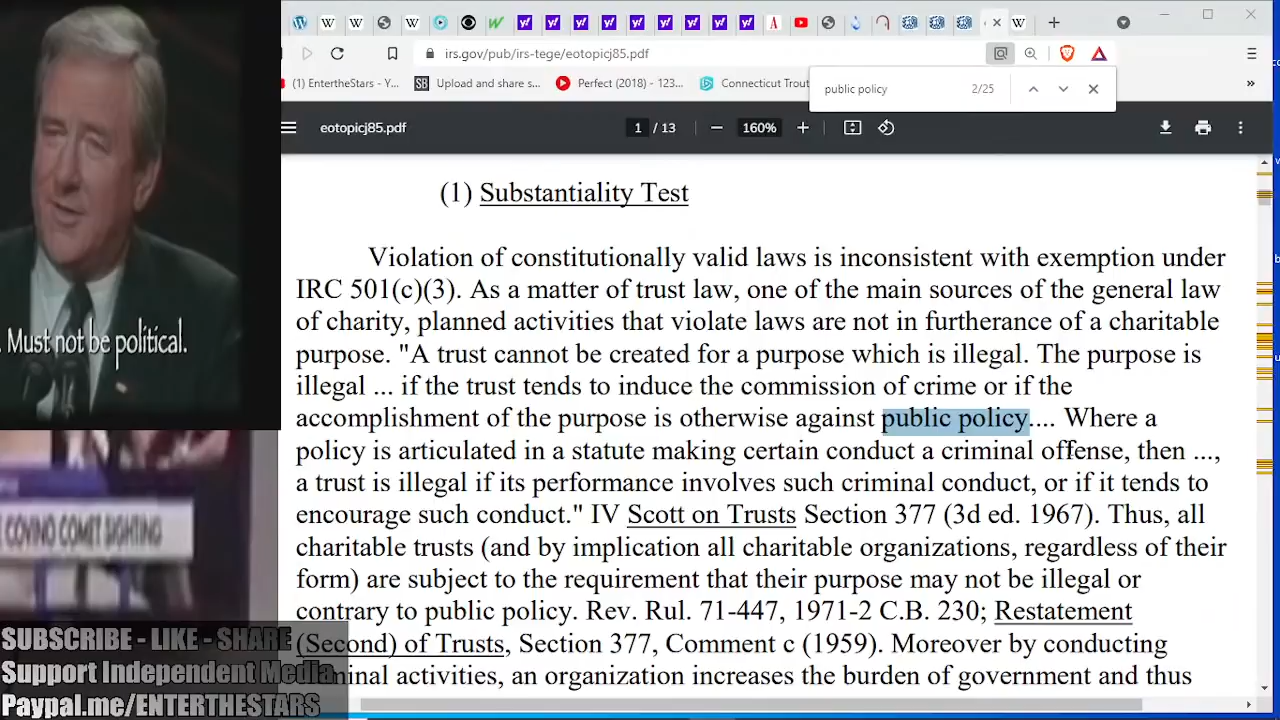 irs.gov/pub/irs-tege/eotopicj85.pdf
(1) EntertheStars - Y...
Upload and share s...
Perfect (2018) - 123...
Connecticut Trout
public policy
2/25
eotopicj85.pdf
1 / 13
160%
(1) Substantiality Test
Violation of constitutionally valid laws is inconsistent with exemption under
IRC 501(c)(3). As a matter of trust law, one of the main sources of the general law
of charity, planned activities that violate laws are not in furtherance of a charitable
purpose. "A trust cannot be created for a purpose which is illegal. The purpose is
illegal ... if the trust tends to induce the commission of crime or if the
accomplishment of the purpose is otherwise against public policy.... Where a
policy is articulated in a statute making certain conduct a criminal offense, then ...,
a trust is illegal if its performance involves such criminal conduct, or if it tends to
encourage such conduct." IV Scott on Trusts Section 377 (3d ed. 1967). Thus, all
charitable trusts (and by implication all charitable organizations, regardless of their
form) are subject to the requirement that their purpose may not be illegal or
contrary to public policy. Rev. Rul. 71-447, 1971-2 C.B. 230; Restatement
(Second) of Trusts, Section 377, Comment c (1959). Moreover by conducting
minal activities, an organization increases the burden of government and thus
. Must not be political.
COVINO COMET SIGHTING
SUBSCRIBE - LIKE - SHARE
Support Independent Media
Paypal.me/ENTERTHESTARS